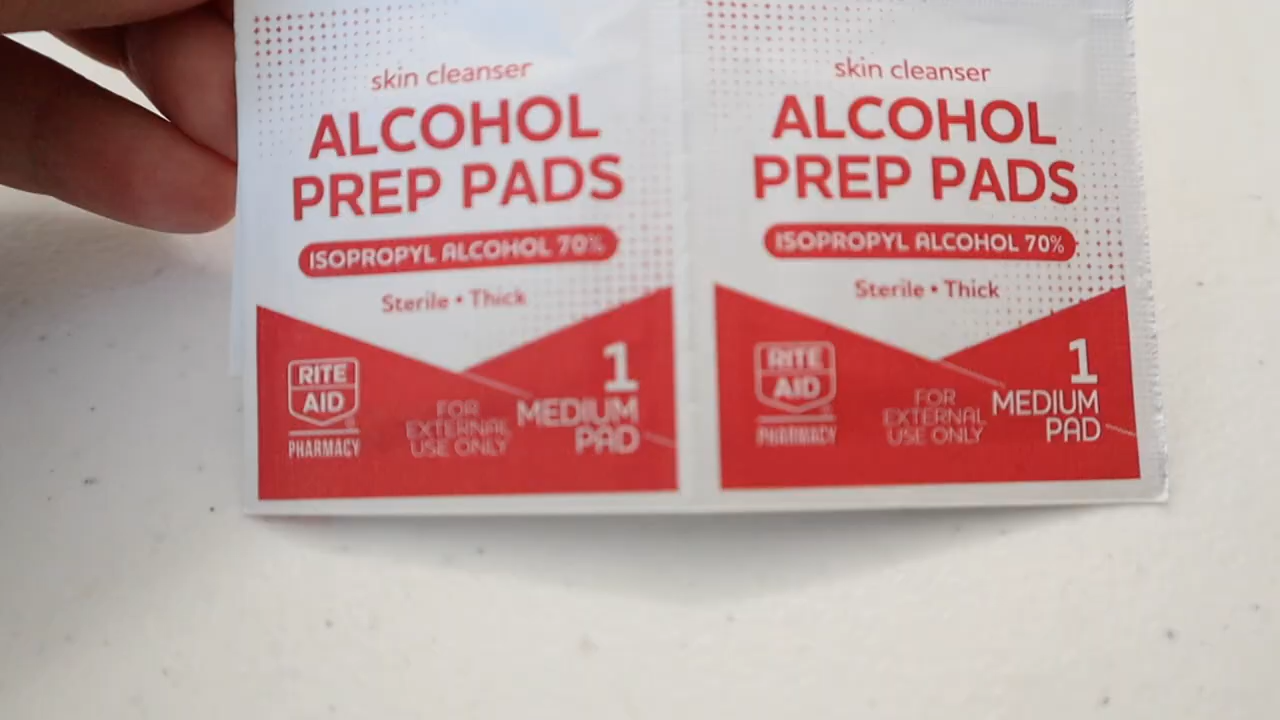 skin cleanser
ALCOHOL
PREP PADS
ISOPROPYL ALCOHOL 70%
Sterile • Thick
RITE
AID
PHARMACY
FOR
EXTERNAL
USE ONLY
1
MEDIUM
PAD
skin cleanser
ALCOHOL
PREP PADS
ISOPROPYL ALCOHOL 70%
Sterile • Thick
RITE
AID
PHARMACY
FOR
EXTERNAL
USE ONLY
1
MEDIUM
PAD